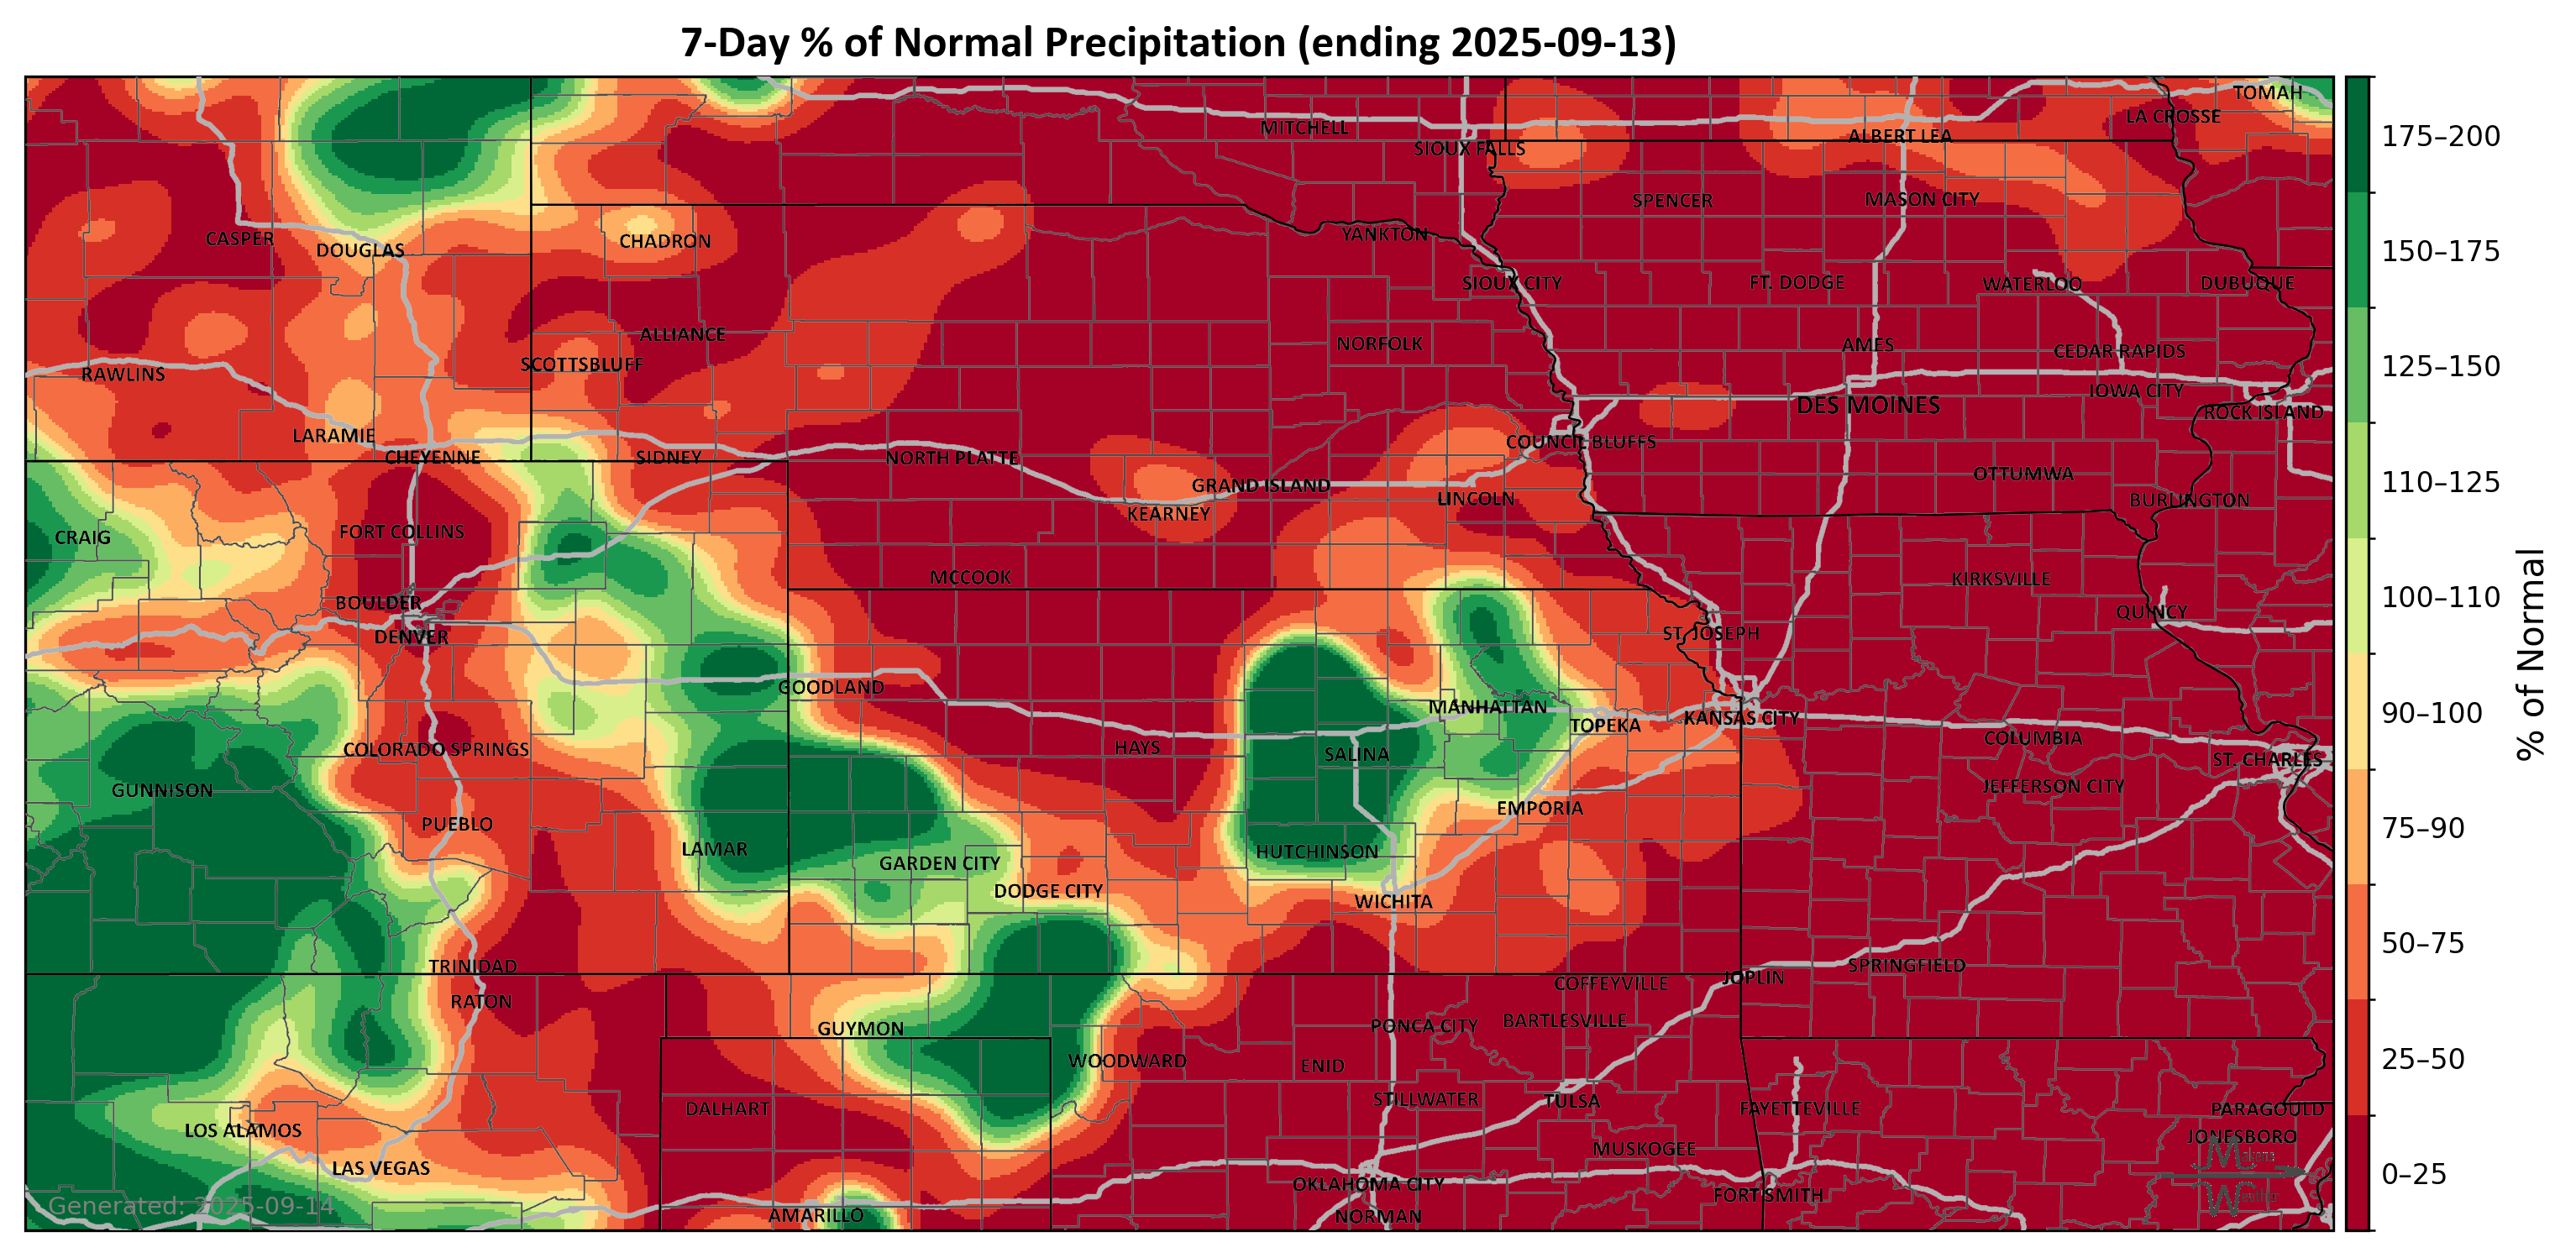 7-Day % of Normal Precipitation (ending 2025-09-13)
TOMAH
LA CROSSE
MITCHELL
ALBERT LEA
SIOUX FALLS
SPENCER
MASON CITY
YANKTON
CASPER
CHADRON
DOUGLAS
SIOUX CITY
FT. DODGE
WATERLOO
DUBUQUE
ALLIANCE
NORFOLK
AMES
CEDAR RAPIDS
SCOTTSBLUFF
RAWLINS
IOWA CITY
DES MOINES
ROCK ISLAND
LARAMIE
COUNCIL BLUFFS
CHEYENNE
SIDNEY
NORTH PLATTE
OTTUMWA
GRAND ISLAND
LINCOLN
BURLINGTON
KEARNEY
FORT COLLINS
CRAIG
MCCOOK
KIRKSVILLE
BOULDER
QUINCY
DENVER
ST. JOSEPH
GOODLAND
MANHATTAN
TOPEKA
KANSAS CITY
COLUMBIA
COLORADO SPRINGS
HAYS
SALINA
ST. CHARLES
GUNNISON
JEFFERSON CITY
EMPORIA
PUEBLO
LAMAR
HUTCHINSON
GARDEN CITY
DODGE CITY
WICHITA
TRINIDAD
SPRINGFIELD
JOPLIN
COFFEYVILLE
RATON
GUYMON
PONCA CITY
BARTLESVILLE
WOODWARD
ENID
STILLWATER
TULSA
DALHART
FAYETTEVILLE
PARAGOULD
LOS ALAMOS
JONESBORO
MUSKOGEE
LAS VEGAS
OKLAHOMA CITY
FORT SMITH
AMARILLO
NORMAN
Generated: 2025-09-14
175–200
150–175
125–150
110–125
100–110
90–100
75–90
50–75
25–50
0–25
% of Normal